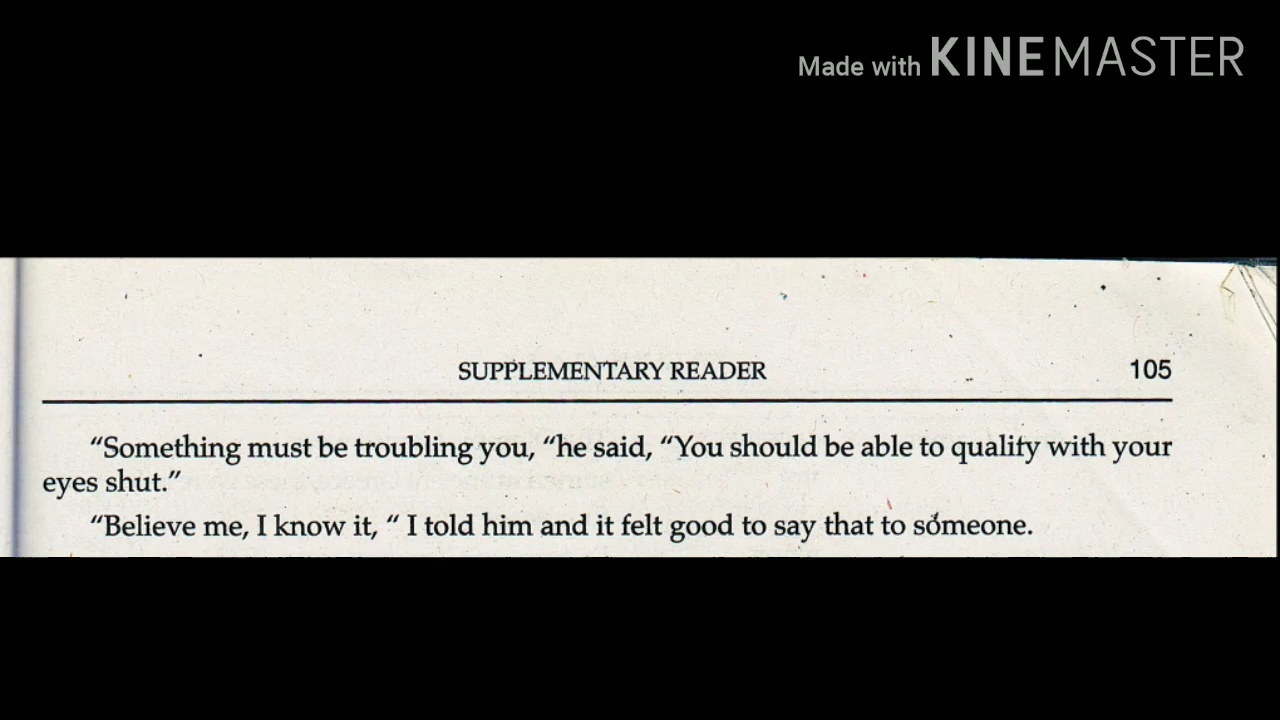 Made with KINEMASTER
SUPPLEMENTARY READER 105
“Something must be troubling you, “he said, “You should be able to qualify with your
eyes shut.”
“Believe me, I know it, “ I told him and it felt good to say that to someone.